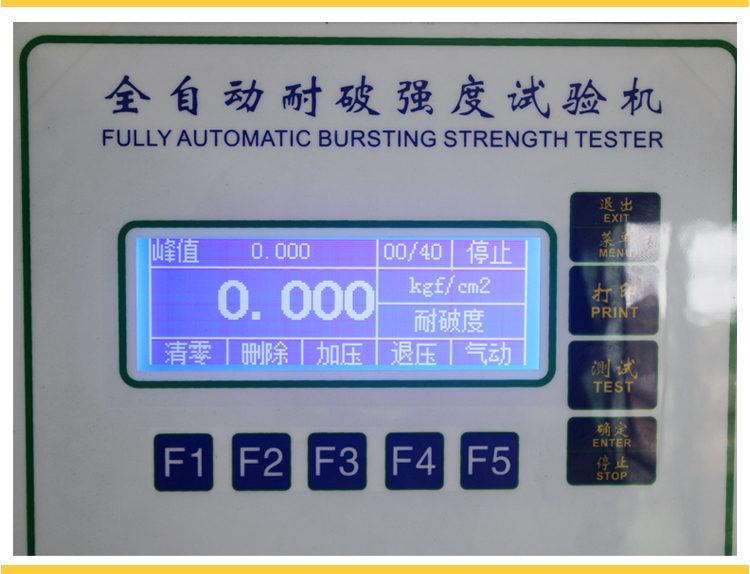 全自动耐破强度试验机
FULLY AUTOMATIC BURSTING STRENGTH TESTER
峰值 0.000 00/40 停止
0.000 kgf/cm2
耐破度
清零 删除 加压 退压 气动
F1 F2 F3 F4 F5
退出
EXIT
菜单
MENU
打印
PRINT
测试
TEST
确定
ENTER
停止
STOP